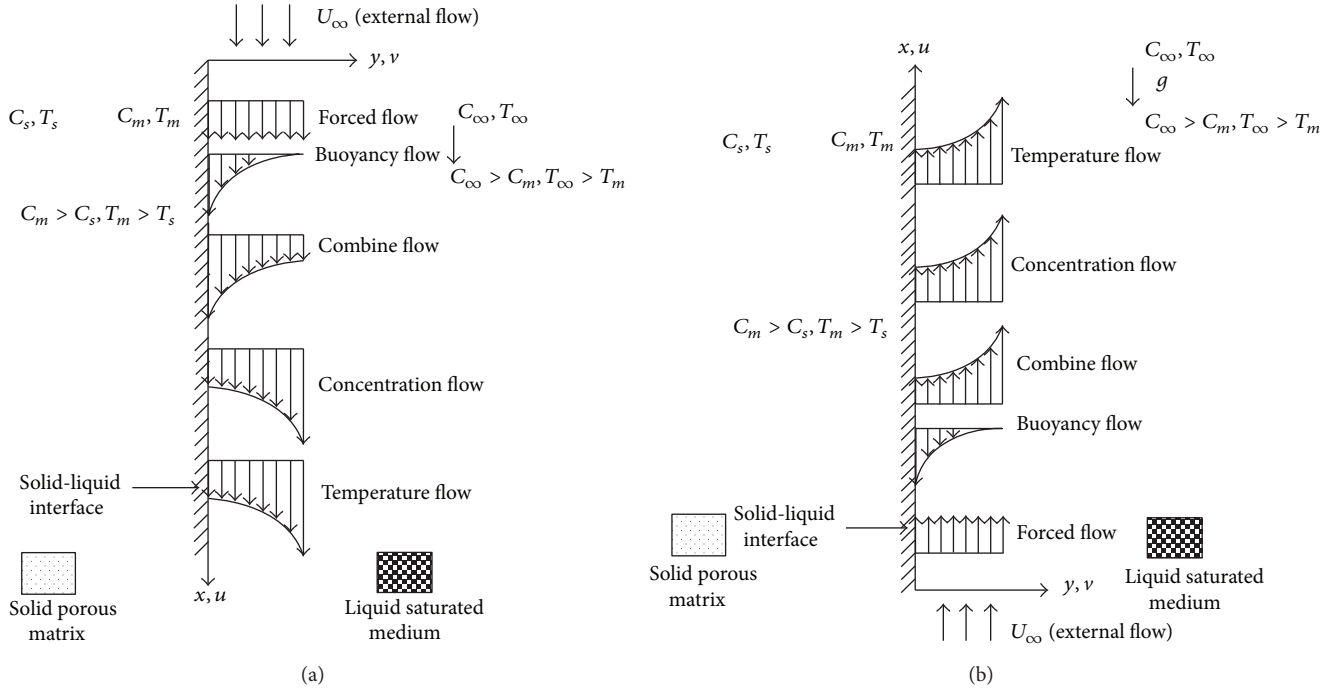 U∞ (external flow)
y, v
Cs, Ts
Cm, Tm
Forced flow
C∞, T∞
Buoyancy flow
C∞ > Cm, T∞ > Tm
Cm > Cs, Tm > Ts
Combine flow
Concentration flow
Solid-liquid
interface
Temperature flow
x, u
Solid porous
matrix
Liquid saturated
medium
(a)
x, u
C∞, T∞
g
C∞ > Cm, T∞ > Tm
Cs, Ts
Cm, Tm
Temperature flow
Concentration flow
Cm > Cs, Tm > Ts
Combine flow
Buoyancy flow
Solid-liquid
interface
Forced flow
Solid porous
matrix
Liquid saturated
medium
y, v
U∞ (external flow)
(b)